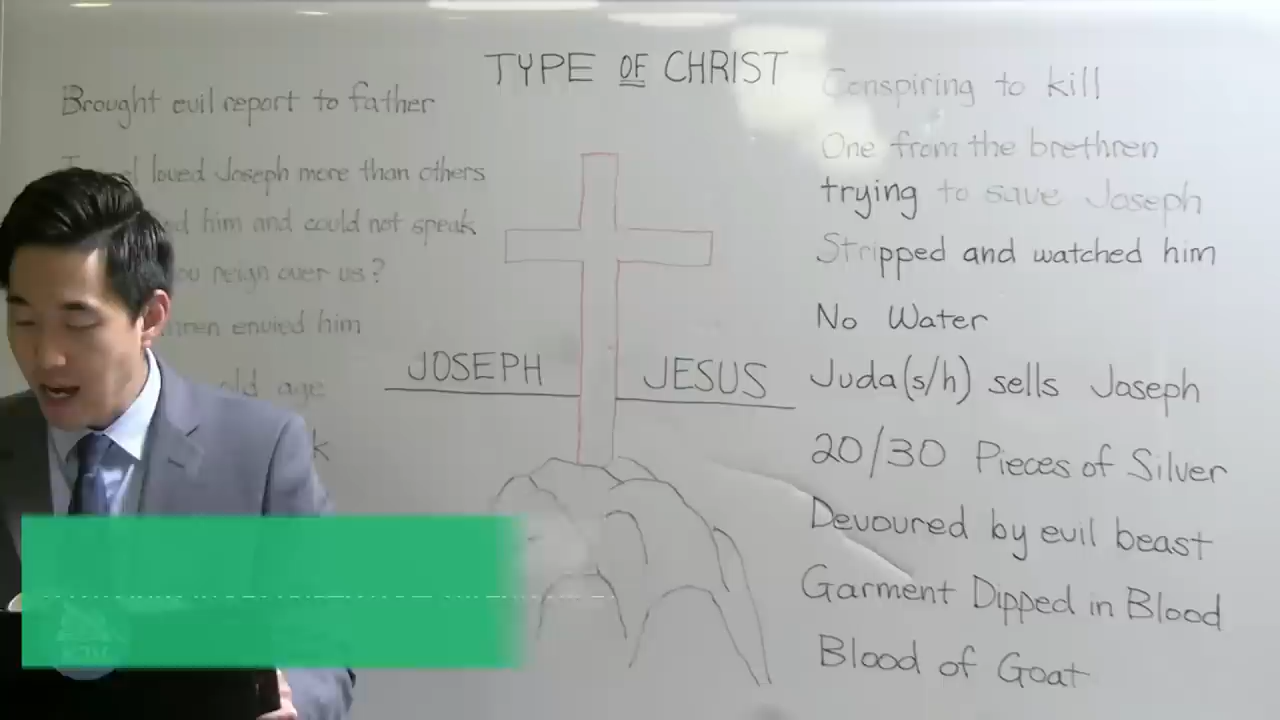 TYPE OF CHRIST
Brought evil report to father
loved Joseph more than others
him and could not speak
reign over us?
envied him
old age
JOSEPH
JESUS
Conspiring to kill
One from the brethren
trying to save Joseph
Stripped and watched him
No Water
Juda(s/h) sells Joseph
20/30 Pieces of Silver
Devoured by evil beast
Garment Dipped in Blood
Blood of Goat